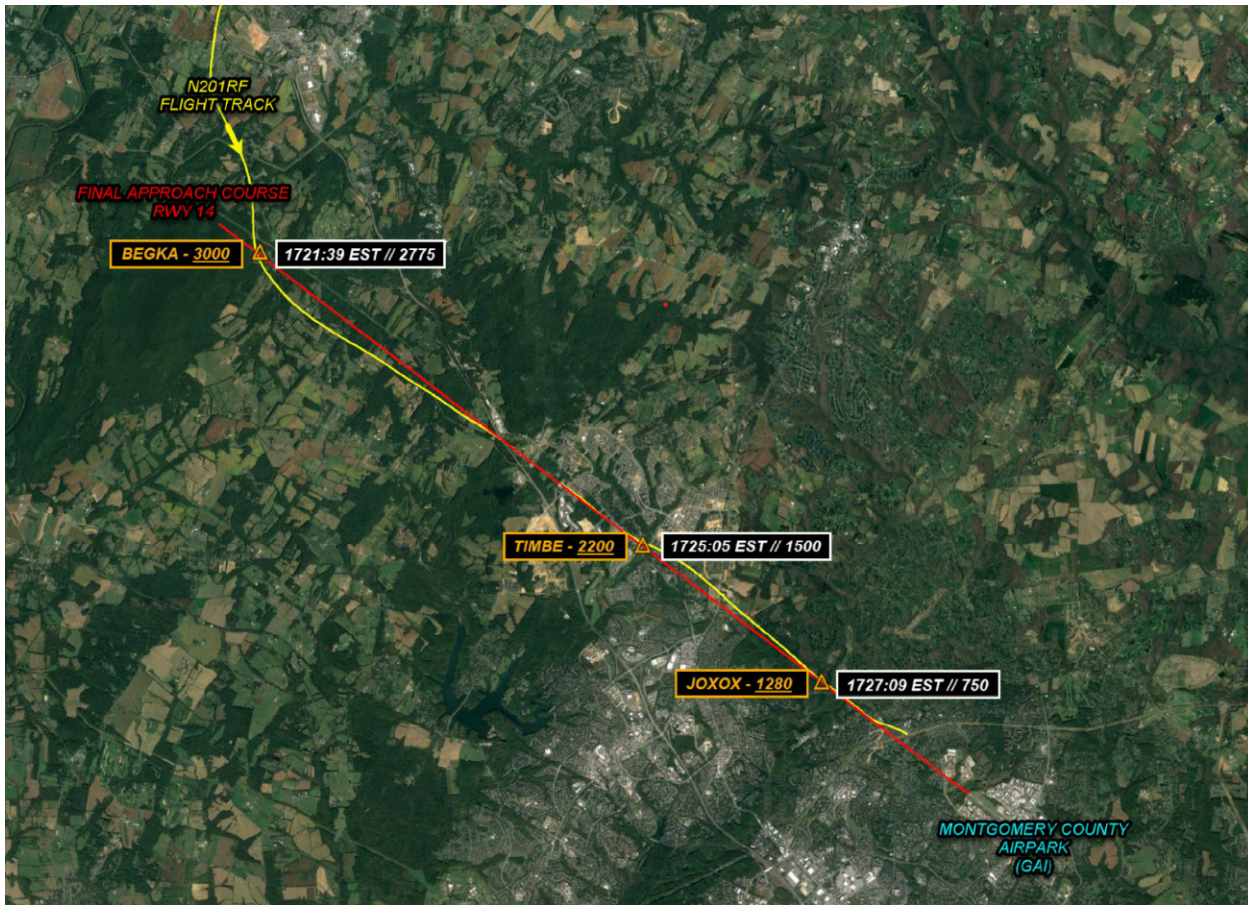 N201RF
FLIGHT TRACK
FINAL APPROACH COURSE
RWY 14
BEGKA - 3000
1721:39 EST // 2775
TIMBE - 2200
1725:05 EST // 1500
JOXOX - 1280
1727:09 EST // 750
MONTGOMERY COUNTY
AIRPARK
(GAI)